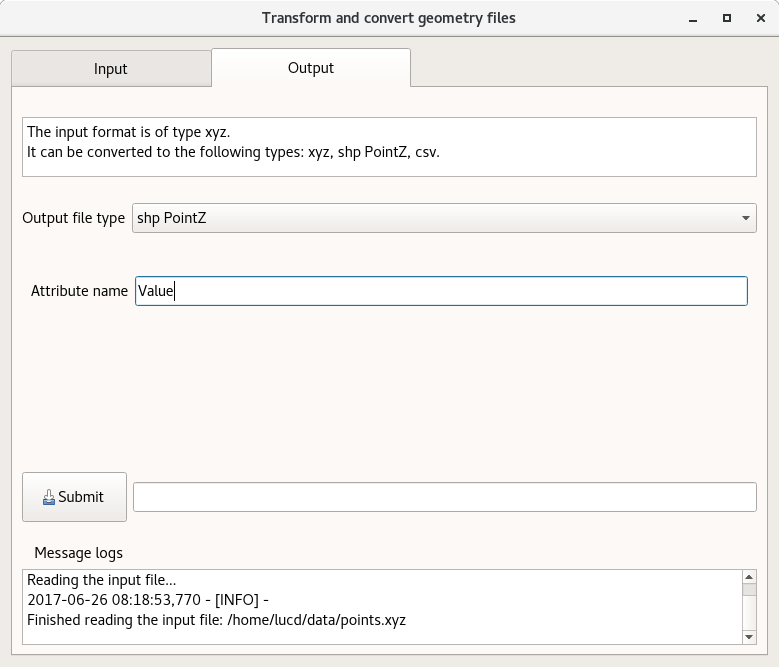 Transform and convert geometry files
Input
Output
The input format is of type xyz.
It can be converted to the following types: xyz, shp PointZ, csv.
Output file type
shp PointZ
Attribute name
Value
Submit
Message logs
Reading the input file...
2017-06-26 08:18:53,770 - [INFO] -
Finished reading the input file: /home/lucd/data/points.xyz